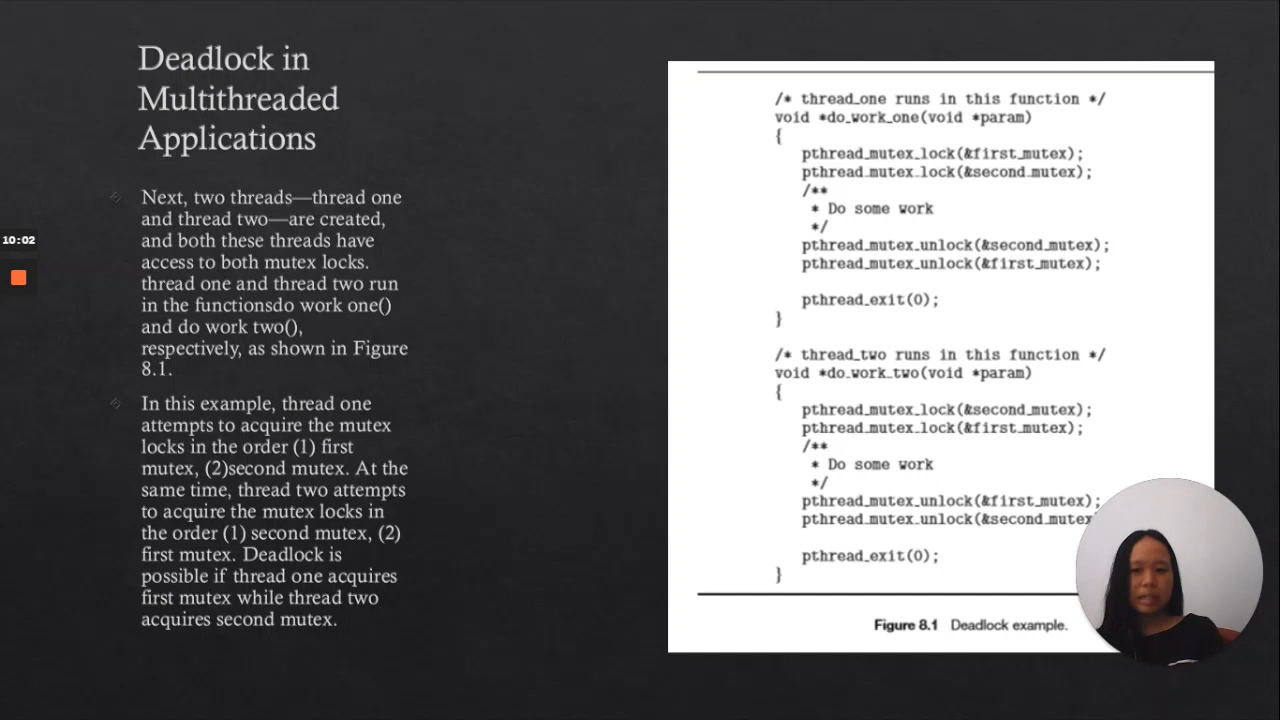 Deadlock in
Multithreaded
Applications
Next, two threads—thread one
and thread two—are created,
and both these threads have
access to both mutex locks.
thread one and thread two run
in the functionsdo work one()
and do work two(),
respectively, as shown in Figure
8.1.
In this example, thread one
attempts to acquire the mutex
locks in the order (1) first
mutex, (2)second mutex. At the
same time, thread two attempts
to acquire the mutex locks in
the order (1) second mutex, (2)
first mutex. Deadlock is
possible if thread one acquires
first mutex while thread two
acquires second mutex.
10:02
/* thread_one runs in this function */
void *do_work_one(void *param)
{
pthread_mutex_lock(&first_mutex);
pthread_mutex_lock(&second_mutex);
/**
* Do some work
*/
pthread_mutex_unlock(&second_mutex);
pthread_mutex_unlock(&first_mutex);
pthread_exit(0);
}
/* thread_two runs in this function */
void *do_work_two(void *param)
{
pthread_mutex_lock(&second_mutex);
pthread_mutex_lock(&first_mutex);
/**
* Do some work
*/
pthread_mutex_unlock(&first_mutex);
pthread_mutex_unlock(&second_mutex
pthread_exit(0);
}
Figure 8.1 Deadlock example.